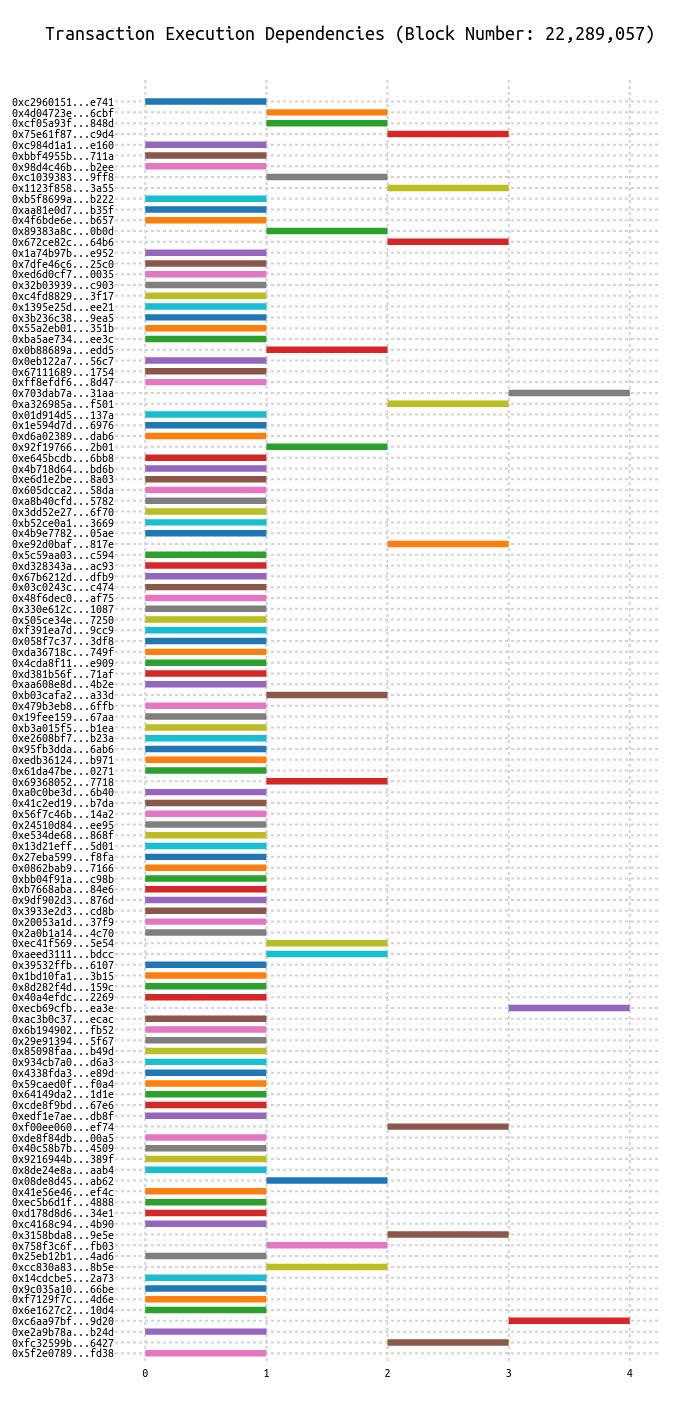 Transaction Execution Dependencies (Block Number: 22,289,057)
0xc2960151...e741
0x4d04723e...6cbf
0xcf05a93f...848d
0x75e61f87...c9d4
0xc984d1a1...e160
0xbbf4955b...711a
0x98d4c46b...b2ee
0xc1039383...9ff8
0x1123f858...3a55
0xb5f8699a...b222
0xaa81e0d7...b35f
0x4f6bde6e...b657
0x89383a8c...0b0d
0x672ce82c...64b6
0x1a74b97b...e952
0x7dfe46c6...25c0
0xed6d0cf7...0035
0x32b03939...c903
0xc4fd8829...3f17
0x1395e25d...ee21
0x3b236c38...9ea5
0x55a2eb01...351b
0xba5ae734...ee3c
0x0b88689a...edd5
0x0eb122a7...56c7
0x67111689...1754
0xff8efdf6...8d47
0x703dab7a...31aa
0xa326985a...f501
0x01d914d5...137a
0x1e594d7d...6976
0xd6a02389...dab6
0x92f19766...2b01
0xe645bcdb...6bb8
0x4b718d64...bd6b
0xe6d1e2be...8a03
0x605dcca2...58da
0xa8b40cfd...5782
0x3dd52e27...6f70
0xb52ce0a1...3669
0x4b9e7782...05ae
0xe92d0baf...817e
0x5c59aa03...c594
0xd328343a...ac93
0x67b6212d...dfb9
0x03c0243c...c474
0x48f6dec0...af75
0x330e612c...1087
0x505ce34e...7250
0xf391ea7d...9cc9
0x058f7c37...3df8
0xda36718c...749f
0x4cda8f11...e909
0xd381b56f...71af
0xaa608e8d...4b2e
0xb03cafa2...a33d
0x479b3eb8...6ffb
0x19fee159...67aa
0xb3a015f5...b1ea
0xe2608bf7...b23a
0x95fb3dda...6ab6
0xedb36124...b971
0x61da47be...0271
0x69368052...7718
0xa0c0be3d...6b40
0x41c2ed19...b7da
0x56f7c46b...14a2
0x24510d84...ee95
0xe534de68...868f
0x13d21eff...5d01
0x27eba599...f8fa
0x0862bab9...7166
0xbb04f91a...c98b
0xb7668aba...84e6
0x9df902d3...876d
0x3933e2d3...cd8b
0x20053a1d...37f9
0x2a0b1a14...4c70
0xec41f569...5e54
0xaeed3111...bdcc
0x39532ffb...6107
0x1bd10fa1...3b15
0x8d282f4d...159c
0x40a4efdc...2269
0xecb69cfb...ea3e
0xac3b0c37...ecac
0x6b194902...fb52
0x29e91394...5f67
0x85098faa...b49d
0x934cb7a0...d6a3
0x4338fda3...e89d
0x59caed0f...f0a4
0x64149da2...1d1e
0xcde8f9bd...67e6
0xedf1e7ae...db8f
0xf00ee060...ef74
0xde8f84db...00a5
0x40c58b7b...4509
0x9216944b...389f
0x8de24e8a...aab4
0x08de8d45...ab62
0x41e56e46...ef4c
0xec5b6d1f...4888
0xd178d8d6...34e1
0xc4168c94...4b90
0x3158bda8...9e5e
0x758f3c6f...fb03
0x25eb12b1...4ad6
0xcc830a83...8b5e
0x14cdcbe5...2a73
0x9c035a10...66be
0xf7129f7c...4d6e
0x6e1627c2...10d4
0xc6aa97bf...9d20
0xe2a9b78a...b24d
0xfc32599b...6427
0x5f2e0789...fd38
0 1 2 3 4